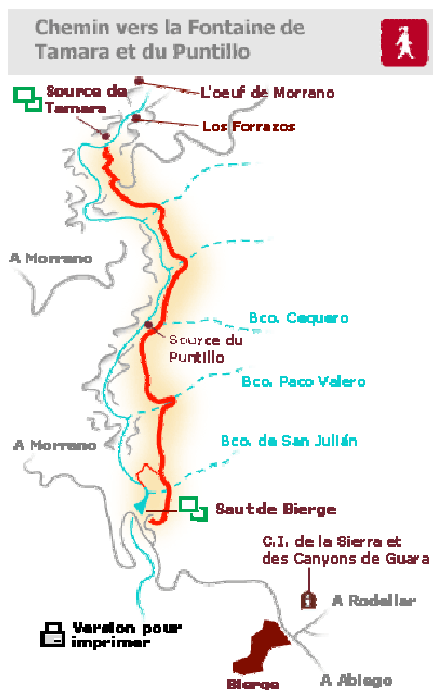 Chemin vers la Fontaine de
Tamara et du Puntillo
Source de
Tamara
L'oeuf de Morrano
Los Forrazos
A Morrano
Bco. Cequero
Source du
Puntillo
Bco. Paco Valero
A Morrano
Bco. de San Julián
Saut de Bierge
C.I. de la Sierra et
des Canyons de Guara
A Rodellar
Version pour
imprimer
Bierge
A Abiego